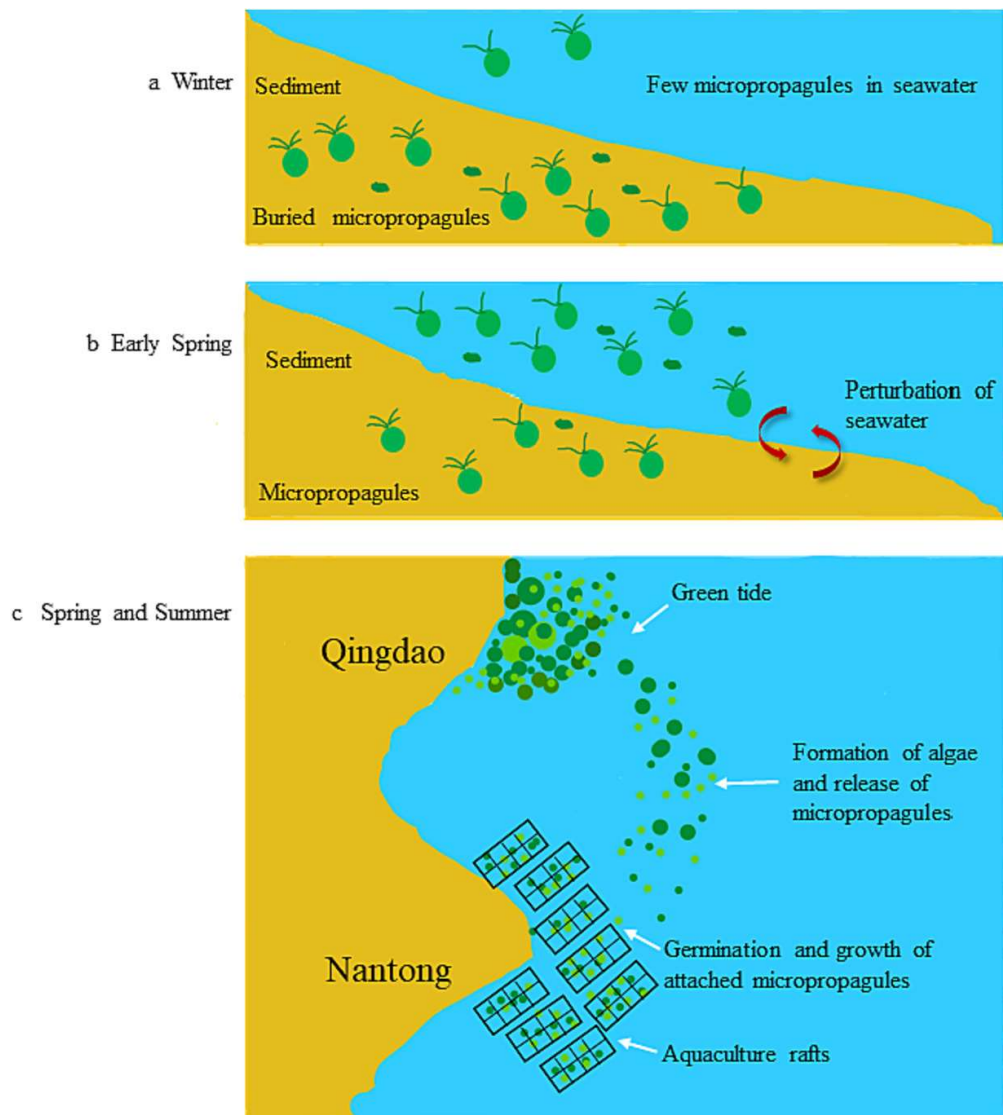 a Winter
Sediment
Few micropropagules in seawater
Buried micropropagules
b Early Spring
Sediment
Perturbation of
seawater
Micropropagules
c Spring and Summer
Green tide
Qingdao
Formation of algae
and release of
micropropagules
Germination and growth of
attached micropropagules
Nantong
Aquaculture rafts